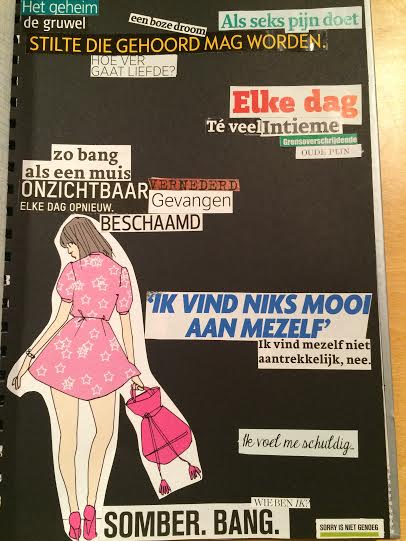 Het geheim
de gruwel
een boze droom
Als seks pijn doet
STILTE DIE GEHOORD MAG WORDEN.
HOE VER
GAAT LIEFDE?
Elke dag
Té veel Intieme
Grensoverschrijdende
OUDE PIJN
zo bang
als een muis
ONZICHTBAAR VERNEDERD
ELKE DAG OPNIEUW. Gevangen
BESCHAAMD
'IK VIND NIKS MOOI
AAN MEZELF'
Ik vind mezelf niet
aantrekkelijk, nee.
Ik voel me schuldig..
WIE BEN IK?
SOMBER. BANG.
SORRY IS NIET GENOEG